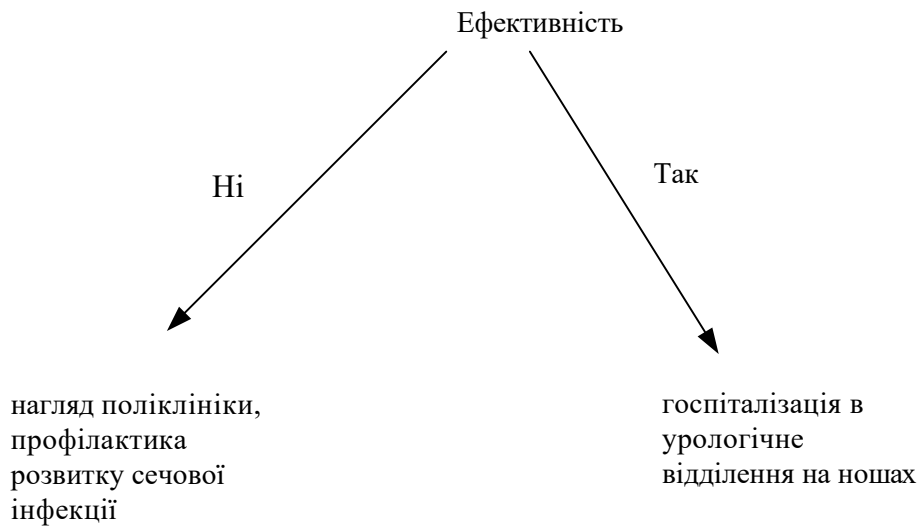 Ефективність
Ні
Так
нагляд поліклініки,
профілактика
розвитку сечової
інфекції
госпіталізація в
урологічне
відділення на ношах